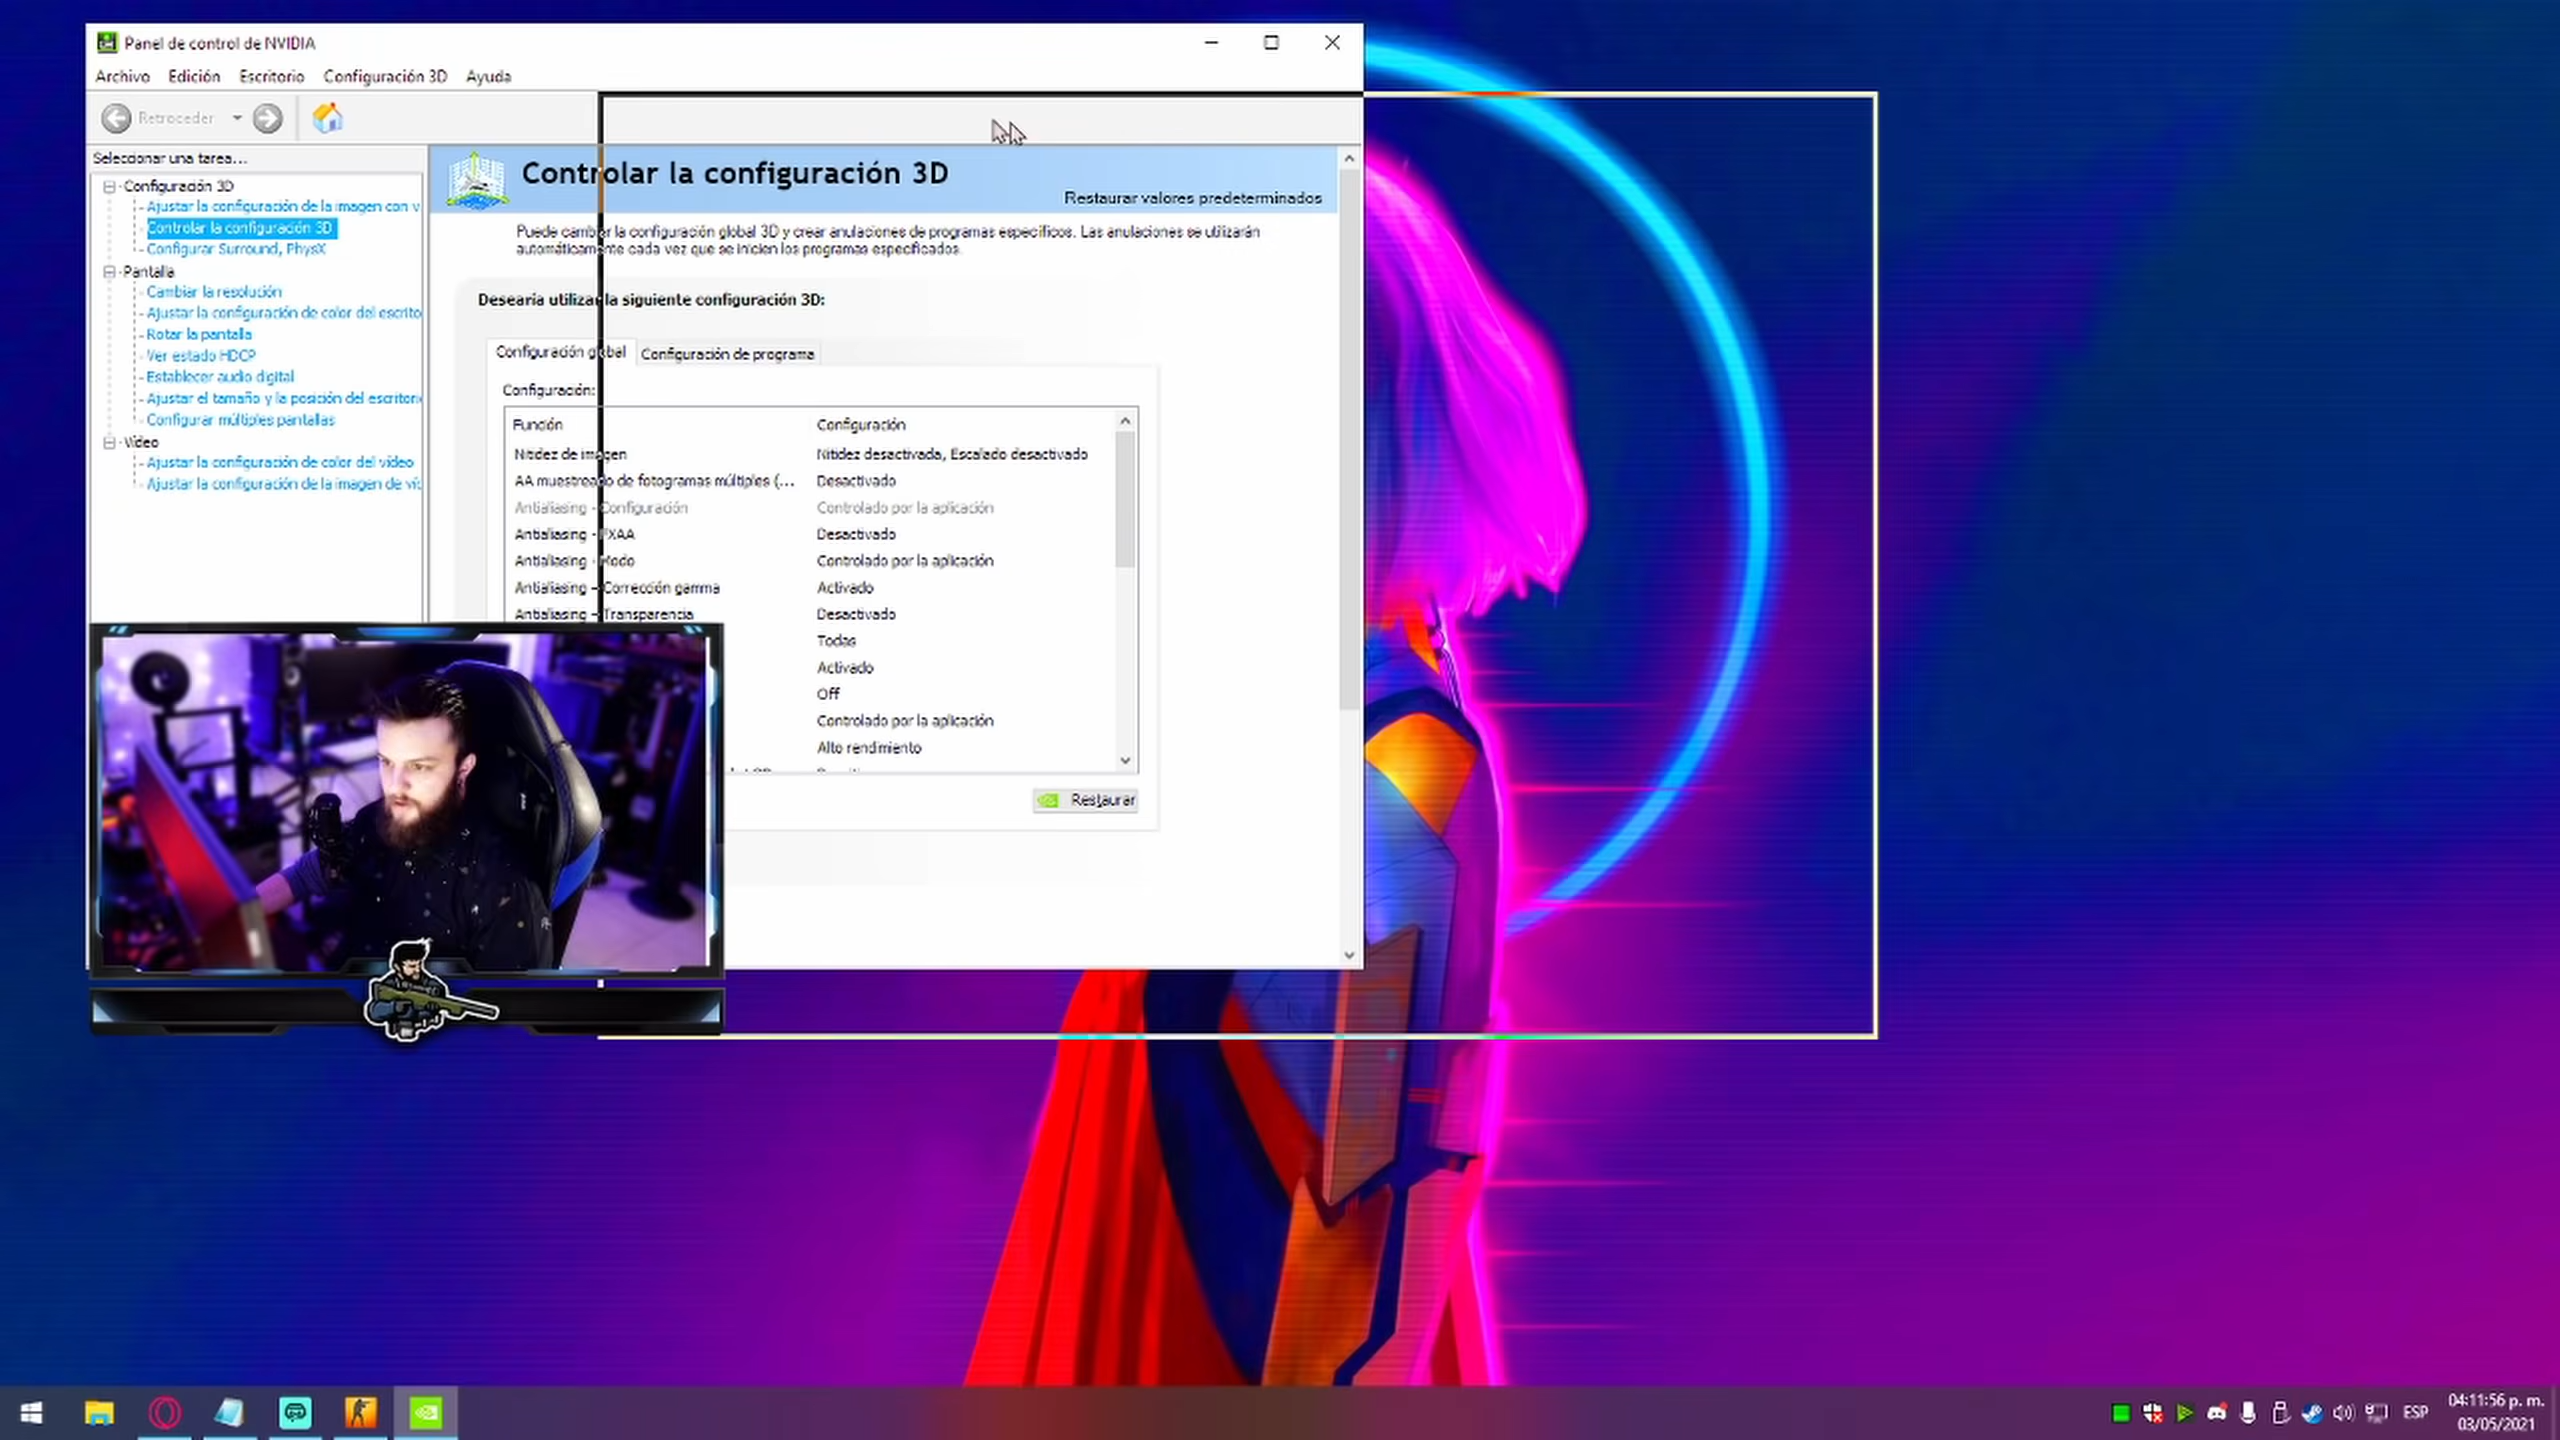 Panel de control de NVIDIA
Archivo Edición Escritorio Configuración 3D Ayuda
Retroceder
Seleccionar una tarea...
Configuración 3D
Ajustar la configuración de la imagen con v
Controlar la configuración 3D
Configurar Surround, PhysX
Pantalla
Cambiar la resolución
Ajustar la configuración de color del escrito
Rotar la pantalla
Ver estado HDCP
Establecer audio digital
Ajustar el tamaño y la posición del escritori
Configurar múltiples pantallas
Vídeo
Ajustar la configuración de color del vídeo
Ajustar la configuración de la imagen de víd
Controlar la configuración 3D
Restaurar valores predeterminados
Puede cambiar la configuración global 3D y crear anulaciones de programas específicos. Las anulaciones se utilizarán
automáticamente cada vez que se inicien los programas especificados.
Desearía utilizar la siguiente configuración 3D:
Configuración global Configuración de programa
Configuración:
Función Configuración
Nitidez de imagen Nitidez desactivada, Escalado desactivado
AA muestreado de fotogramas múltiples (... Desactivado
Antialiasing - Configuración Controlado por la aplicación
Antialiasing - FXAA Desactivado
Antialiasing - Modo Controlado por la aplicación
Antialiasing – Corrección gamma Activado
Antialiasing – Transparencia Desactivado
Todas
Activado
Off
Controlado por la aplicación
Alto rendimiento
Restaurar
ESP
04:11:56 p. m.
03/05/2021